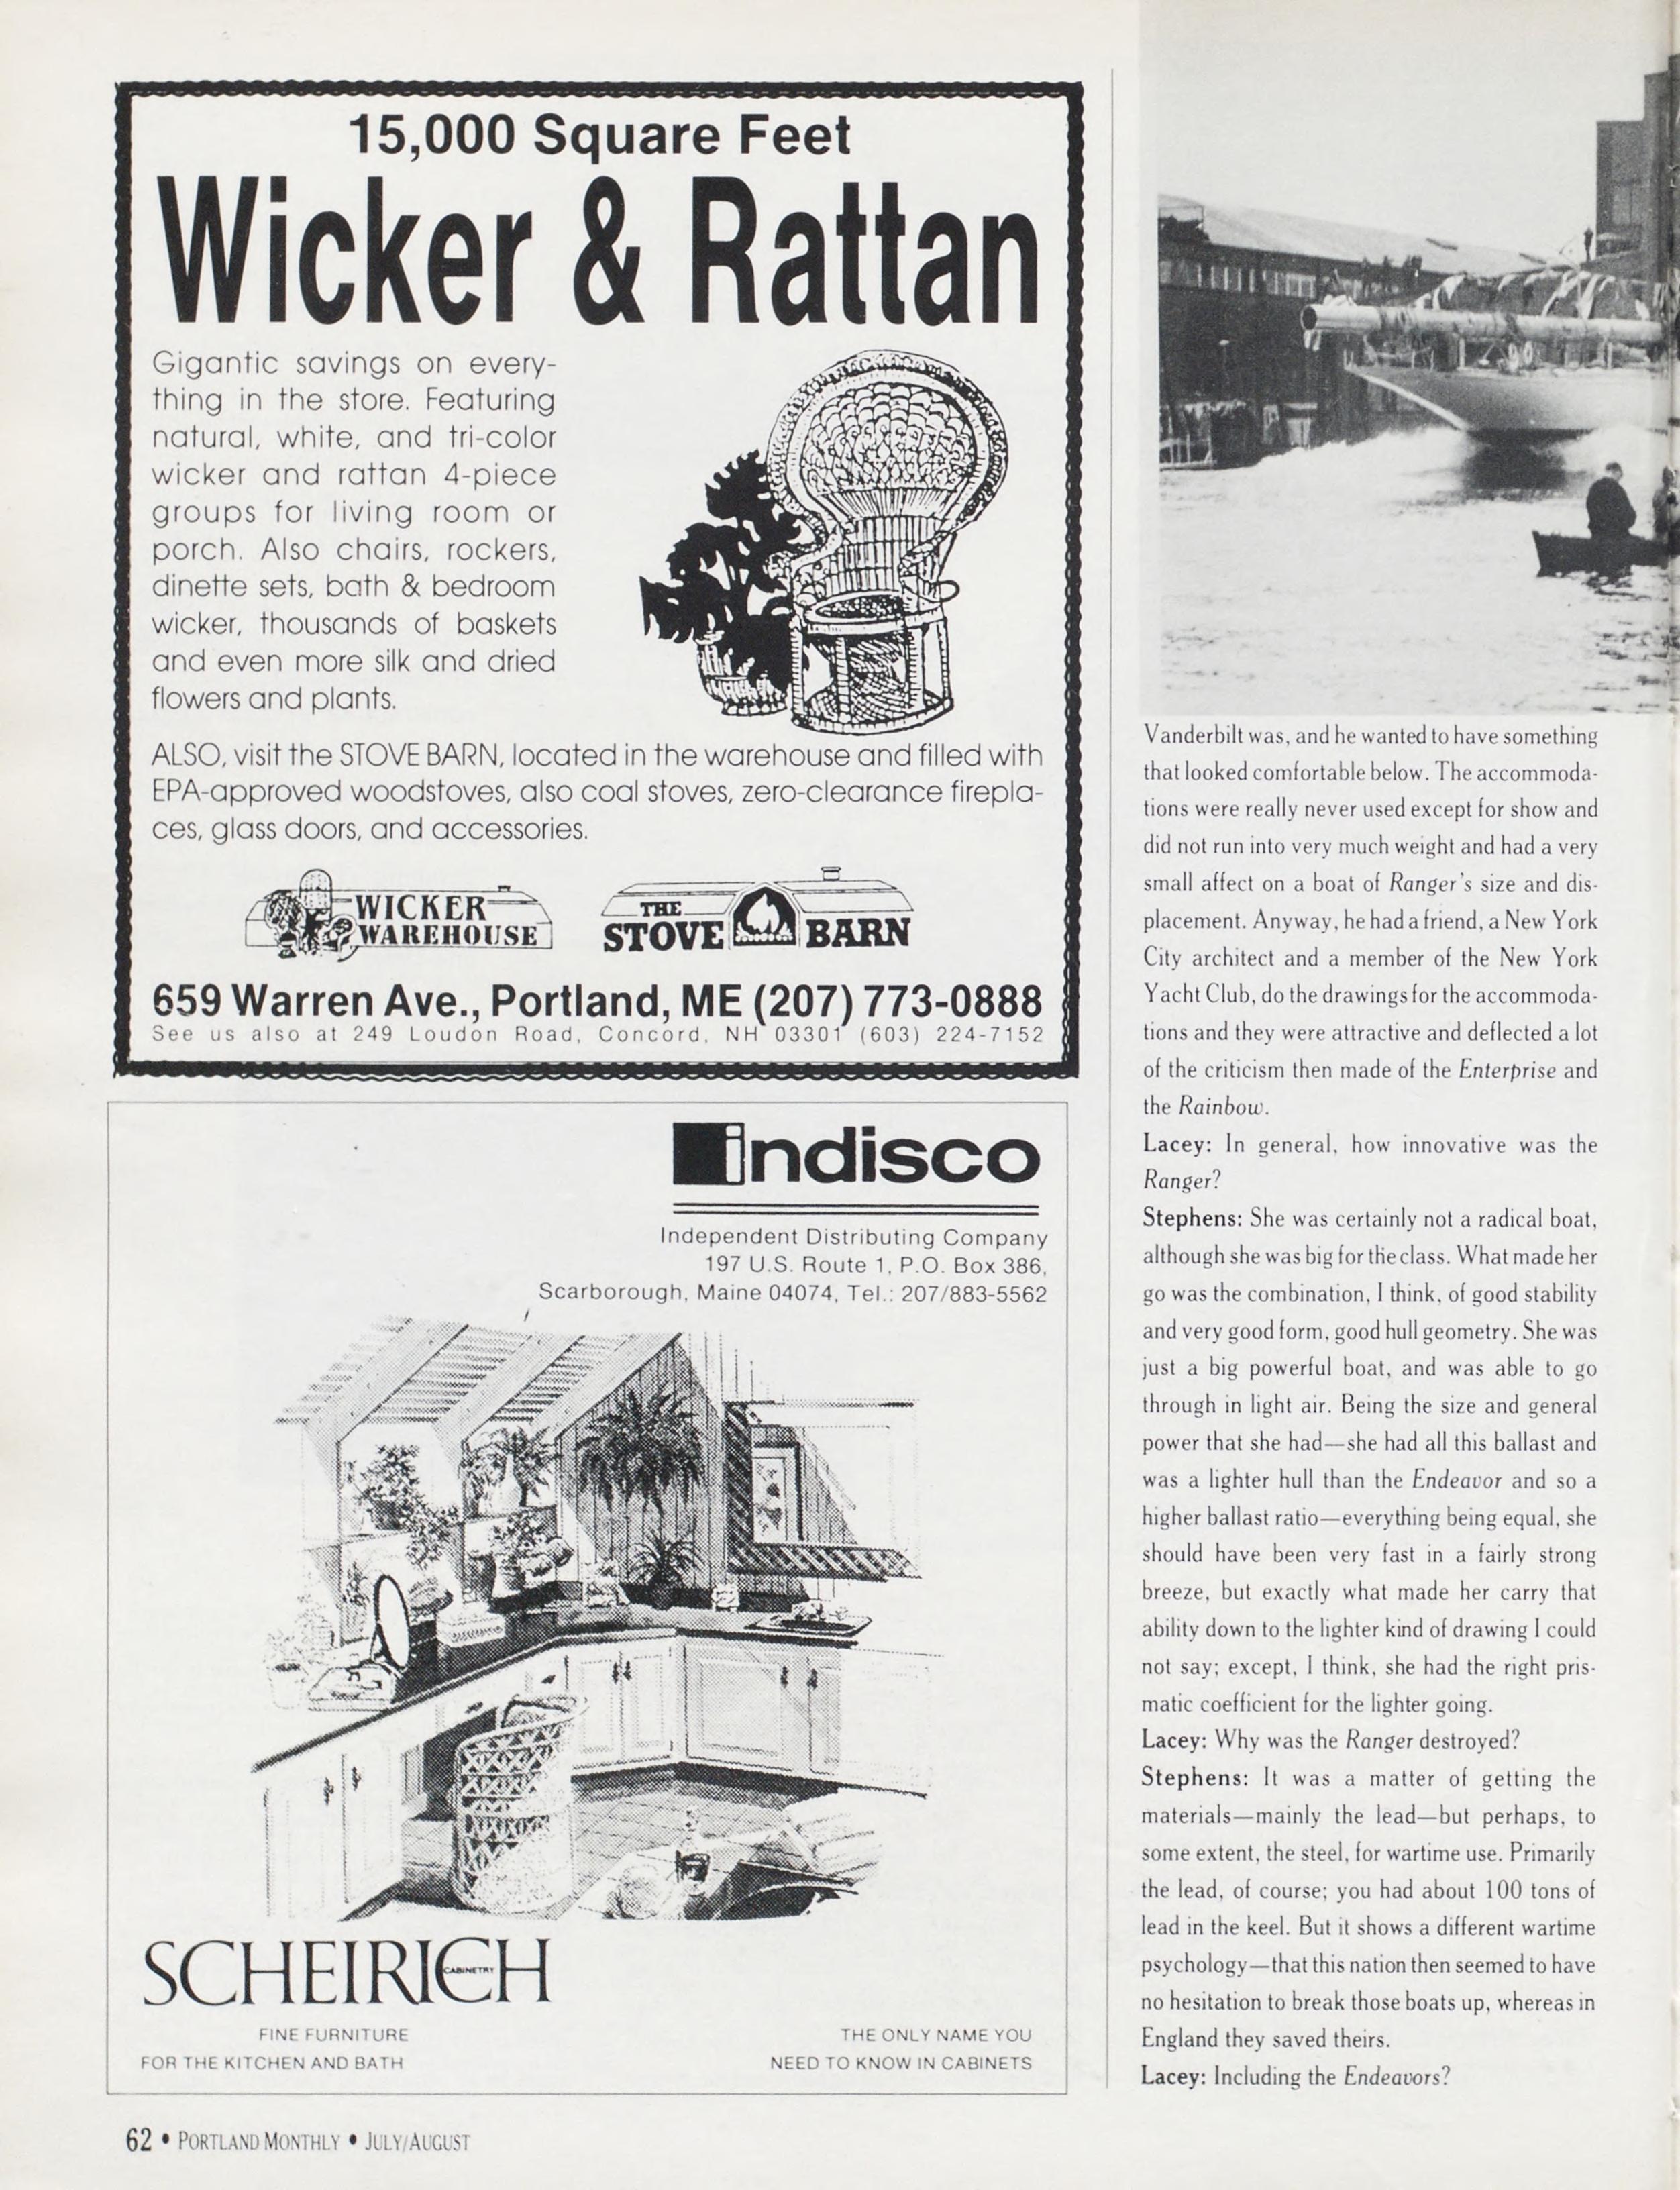 15,000 Square Feet
Wicker & Rattan
Gigantic savings on every-
thing in the store. Featuring
natural, white, and tri-color
wicker and rattan 4-piece
groups for living room or
porch. Also chairs, rockers,
dinette sets, bath & bedroom
wicker, thousands of baskets
and even more silk and dried
flowers and plants.
ALSO, visit the STOVE BARN, located in the warehouse and filled with
EPA-approved woodstoves, also coal stoves, zero-clearance firepla-
ces, glass doors, and accessories.
WICKER
WAREHOUSE
THE
STOVE BARN
659 Warren Ave., Portland, ME (207) 773-0888
See us also at 249 Loudon Road, Concord, NH 03301 (603) 224-7152
indisco
Independent Distributing Company
197 U.S. Route 1, P.O. Box 386,
Scarborough, Maine 04074, Tel.: 207/883-5562
SCHEIRICH
CABINETRY
FINE FURNITURE
FOR THE KITCHEN AND BATH
THE ONLY NAME YOU
NEED TO KNOW IN CABINETS
62 • PORTLAND MONTHLY • JULY/AUGUST
Vanderbilt was, and he wanted to have something
that looked comfortable below. The accommoda-
tions were really never used except for show and
did not run into very much weight and had a very
small affect on a boat of Ranger's size and dis-
placement. Anyway, he had a friend, a New York
City architect and a member of the New York
Yacht Club, do the drawings for the accommoda-
tions and they were attractive and deflected a lot
of the criticism then made of the Enterprise and
the Rainbow.
Lacey: In general, how innovative was the
Ranger?
Stephens: She was certainly not a radical boat,
although she was big for the class. What made her
go was the combination, I think, of good stability
and very good form, good hull geometry. She was
just a big powerful boat, and was able to go
through in light air. Being the size and general
power that she had—she had all this ballast and
was a lighter hull than the Endeavor and so a
higher ballast ratio—everything being equal, she
should have been very fast in a fairly strong
breeze, but exactly what made her carry that
ability down to the lighter kind of drawing I could
not say; except, I think, she had the right pris-
matic coefficient for the lighter going.
Lacey: Why was the Ranger destroyed?
Stephens: It was a matter of getting the
materials—mainly the lead—but perhaps, to
some extent, the steel, for wartime use. Primarily
the lead, of course; you had about 100 tons of
lead in the keel. But it shows a different wartime
psychology—that this nation then seemed to have
no hesitation to break those boats up, whereas in
England they saved theirs.
Lacey: Including the Endeavors?